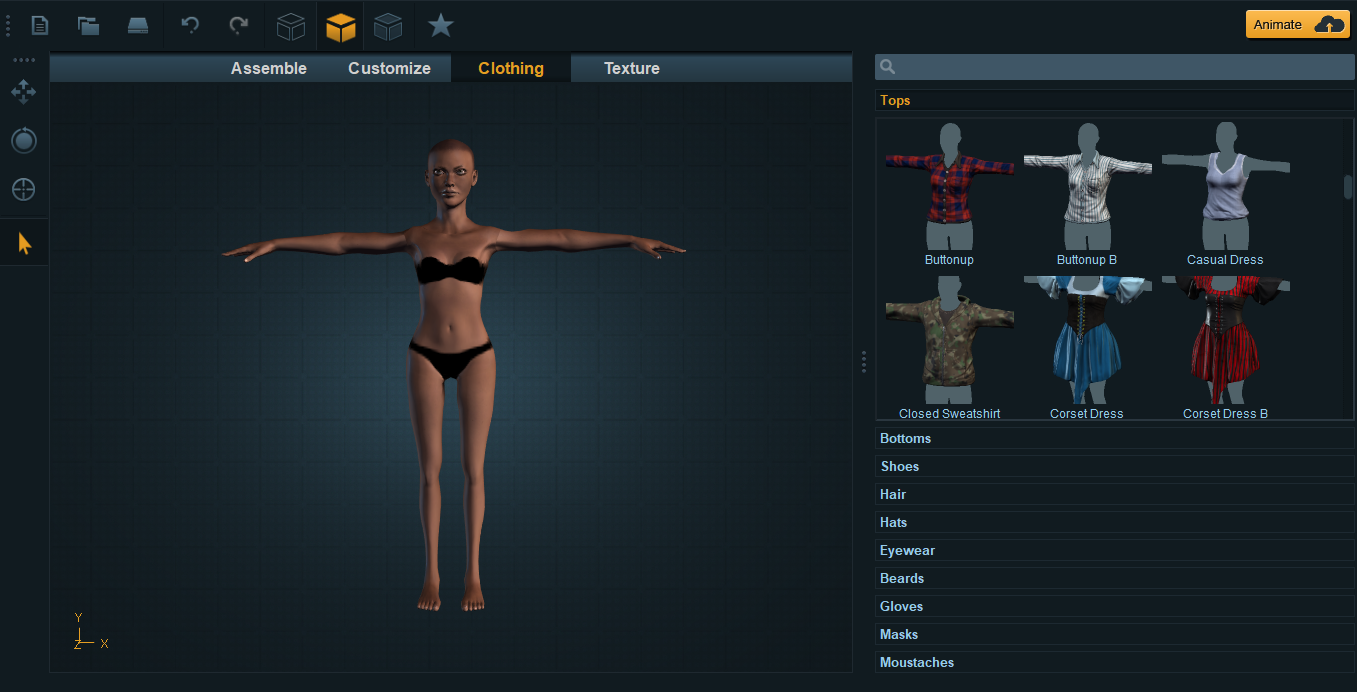 Animate
Assemble Customize Clothing Texture
Tops
Buttonup Buttonup B Casual Dress
Closed Sweatshirt Corset Dress Corset Dress B
Bottoms
Shoes
Hair
Hats
Eyewear
Beards
Gloves
Masks
Moustaches
Y
Z X